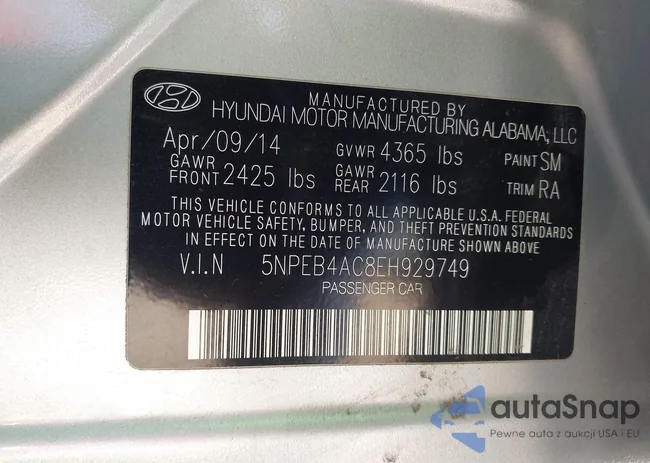 MANUFACTURED BY
HYUNDAI MOTOR MANUFACTURING ALABAMA, LLC
Apr/09/14 GVWR 4365 lbs PAINT SM
GAWR FRONT 2425 lbs GAWR REAR 2116 lbs TRIM RA
THIS VEHICLE CONFORMS TO ALL APPLICABLE U.S.A. FEDERAL
MOTOR VEHICLE SAFETY, BUMPER, AND THEFT PREVENTION STANDARDS
IN EFFECT ON THE DATE OF MANUFACTURE SHOWN ABOVE
V.I.N 5NPEB4AC8EH929749
PASSENGER CAR
autaSnap
Pewne auta z aukcji USA i EU